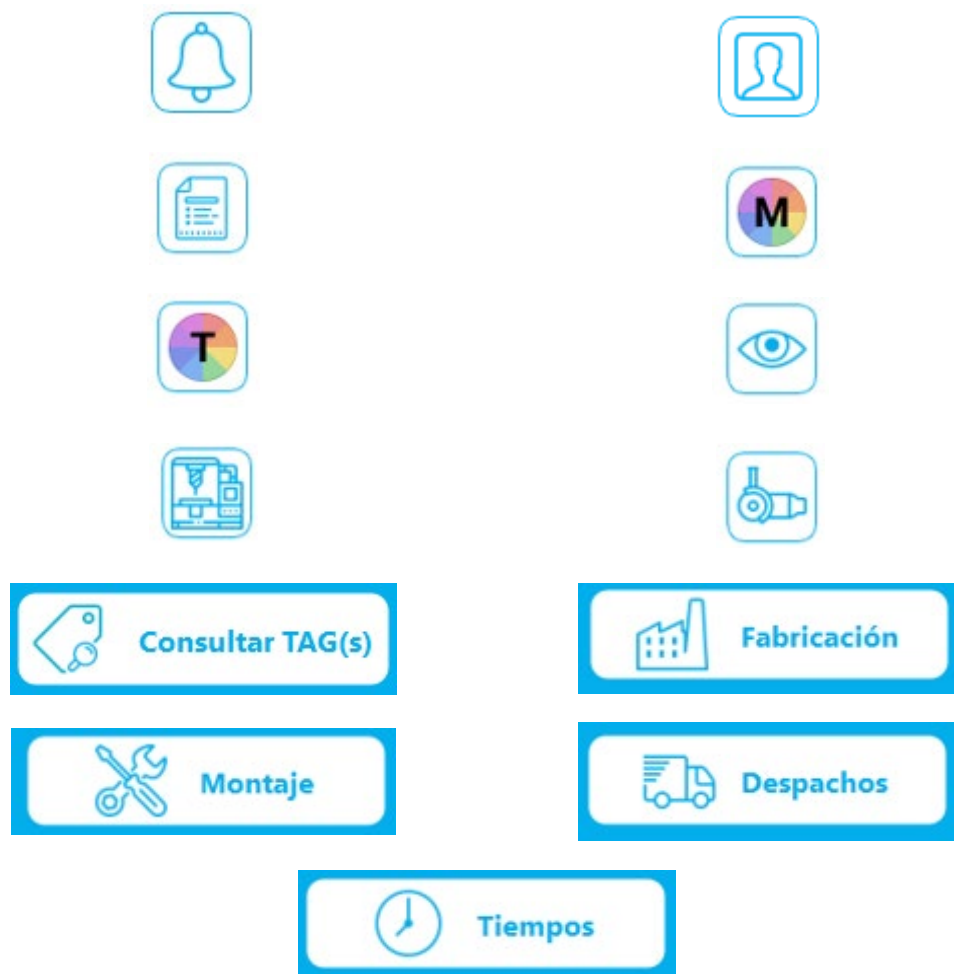 M
T
Consultar TAG(s)
Fabricación
Montaje
Despachos
Tiempos